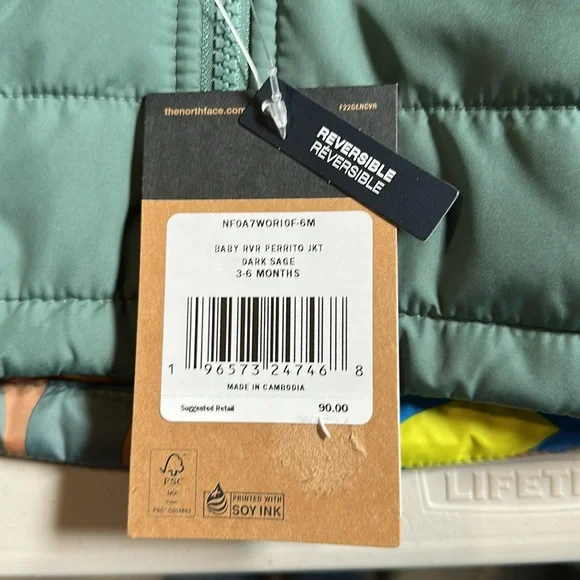 thenorthface.com
F22GENCVR
REVERSIBLE
RÉVERSIBLE
NF0A7WORI0F-6M
BABY RVR PERRITO JKT
DARK SAGE
3-6 MONTHS
1 96573 24746 8
MADE IN CAMBODIA
Suggested Retail 90.00
FSC
MIX
PRINTED WITH
SOY INK
LIFETI